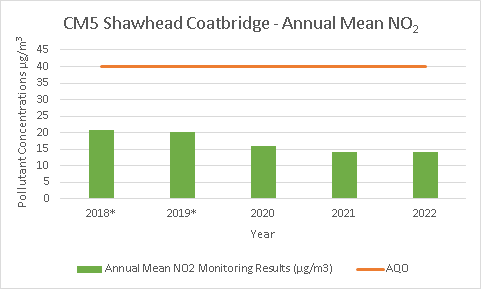 CM5 Shawhead Coatbridge - Annual Mean NO₂
Pollutant Concentrations µg/m³
45
40
35
30
25
20
15
10
5
0
2018* 2019* 2020 2021 2022
Year
Annual Mean NO2 Monitoring Results (µg/m3) AQO